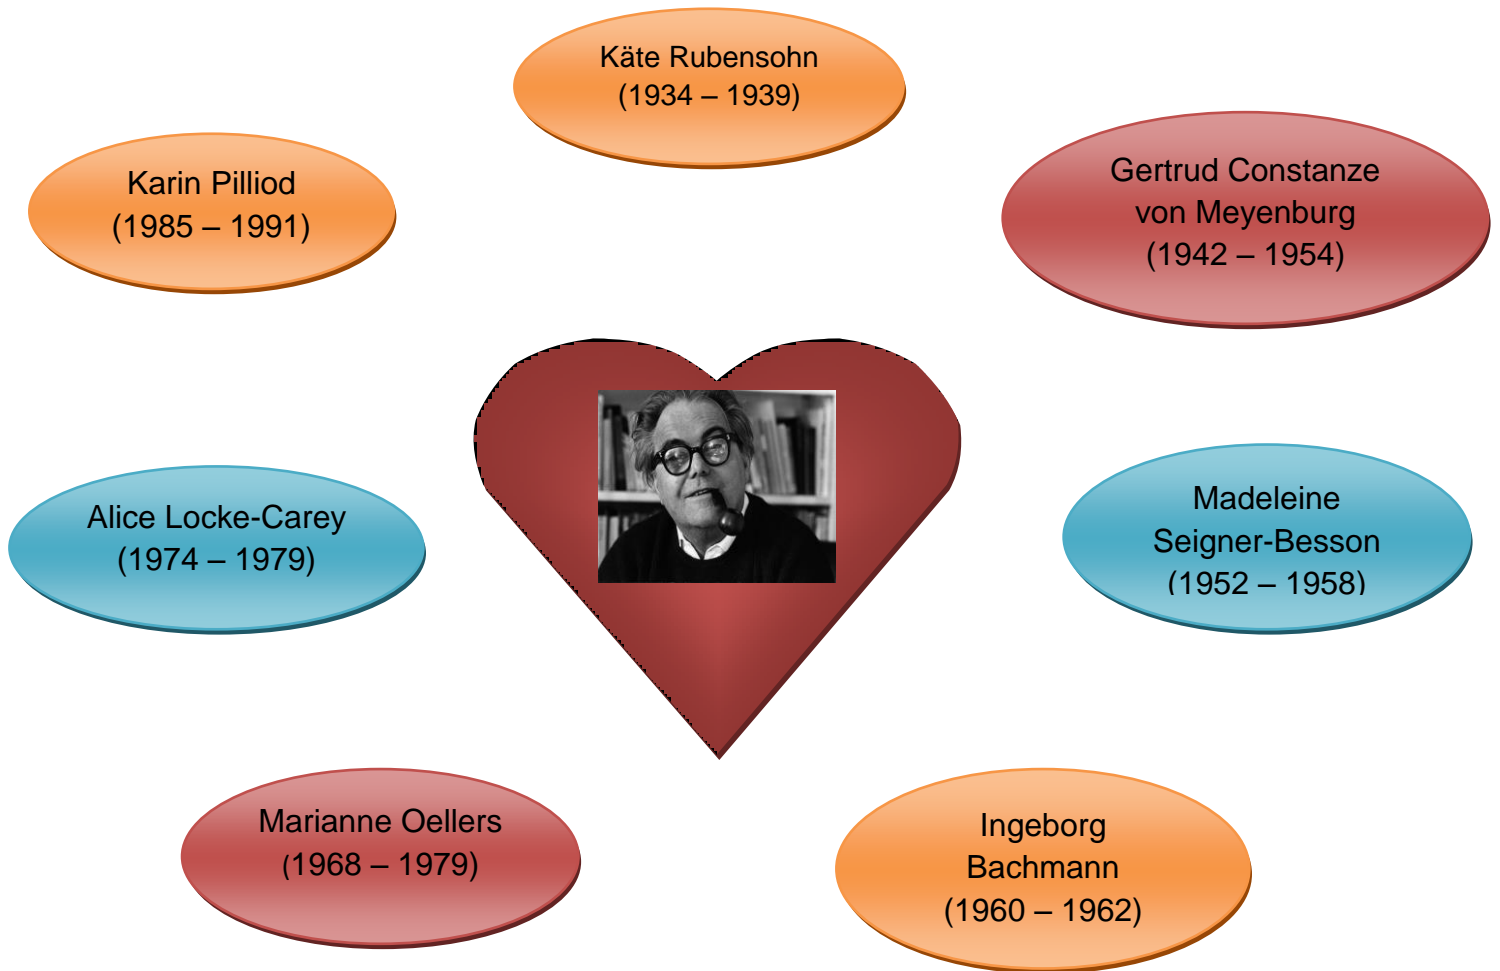 Käte Rubensohn
(1934 – 1939)
Karin Pilliod
(1985 – 1991)
Gertrud Constanze
von Meyenburg
(1942 – 1954)
Alice Locke-Carey
(1974 – 1979)
Madeleine
Seigner-Besson
(1952 – 1958)
Marianne Oellers
(1968 – 1979)
Ingeborg
Bachmann
(1960 – 1962)